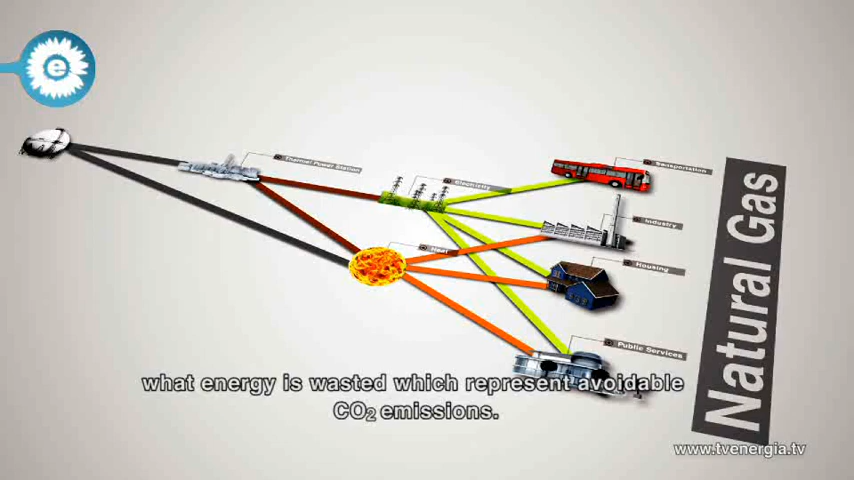 e
Thermal Power Station
Electricity
Transportation
Industry
Heat
Housing
Public Services
Natural Gas
what energy is wasted which represent avoidable
CO₂ emissions.
www.tvenergia.tv